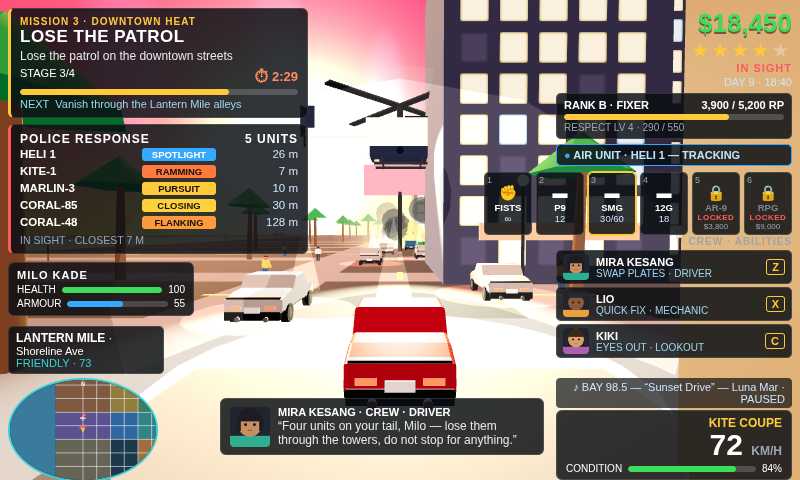 MISSION 3 · DOWNTOWN HEAT
LOSE THE PATROL
Lose the patrol on the downtown streets
STAGE 3/4
⏱ 2:29
NEXT Vanish through the Lantern Mile alleys
POLICE RESPONSE 5 UNITS
HELI 1 SPOTLIGHT 26 m
KITE-1 RAMMING 7 m
MARLIN-3 PURSUIT 10 m
CORAL-85 CLOSING 30 m
CORAL-48 FLANKING 128 m
IN SIGHT · CLOSEST 7 M
MILO KADE
HEALTH 100
ARMOUR 55
LANTERN MILE ·
Shoreline Ave
FRIENDLY · 73
MIRA KESANG · CREW · DRIVER
“Four units on your tail, Milo — lose them
through the towers, do not stop for anything.”
$18,450
★★★★★
IN SIGHT
DAY 9 · 18:40
RANK B · FIXER 3,900 / 5,200 RP
RESPECT LV 4 · 290 / 550
● AIR UNIT · HELI 1 — TRACKING
1 FISTS ∞
2 P9 12
3 SMG 30/60
4 12G 18
5 AR-9 LOCKED $3,800
6 RPG LOCKED $9,000
CREW · ABILITIES
MIRA KESANG
SWAP PLATES · DRIVER
Z
LIO
QUICK FIX · MECHANIC
X
KIKI
EYES OUT · LOOKOUT
C
♪ BAY 98.5 — “Sunset Drive” — Luna Mar ·
PAUSED
KITE COUPE
72 KM/H
CONDITION 84%